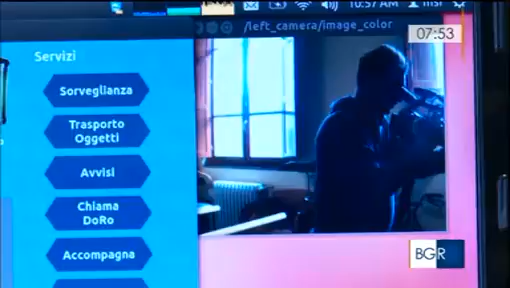 10:57 AM
/left_camera/image_color
07:53
Servizi
Sorveglianza
Trasporto
Oggetti
Avvisi
Chiama
DoRo
Accompagna
BGR